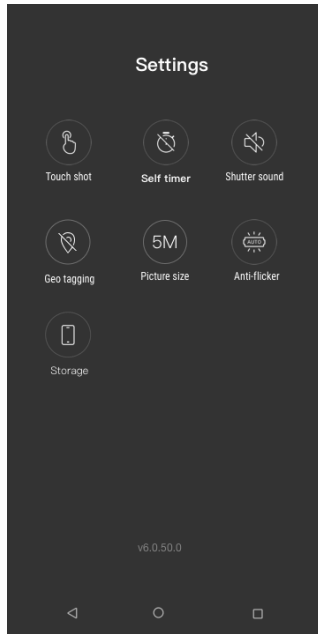 Settings
Touch shot
Self timer
Shutter sound
5M
AUTO
Geo tagging
Picture size
Anti-flicker
Storage
v6.0.50.0